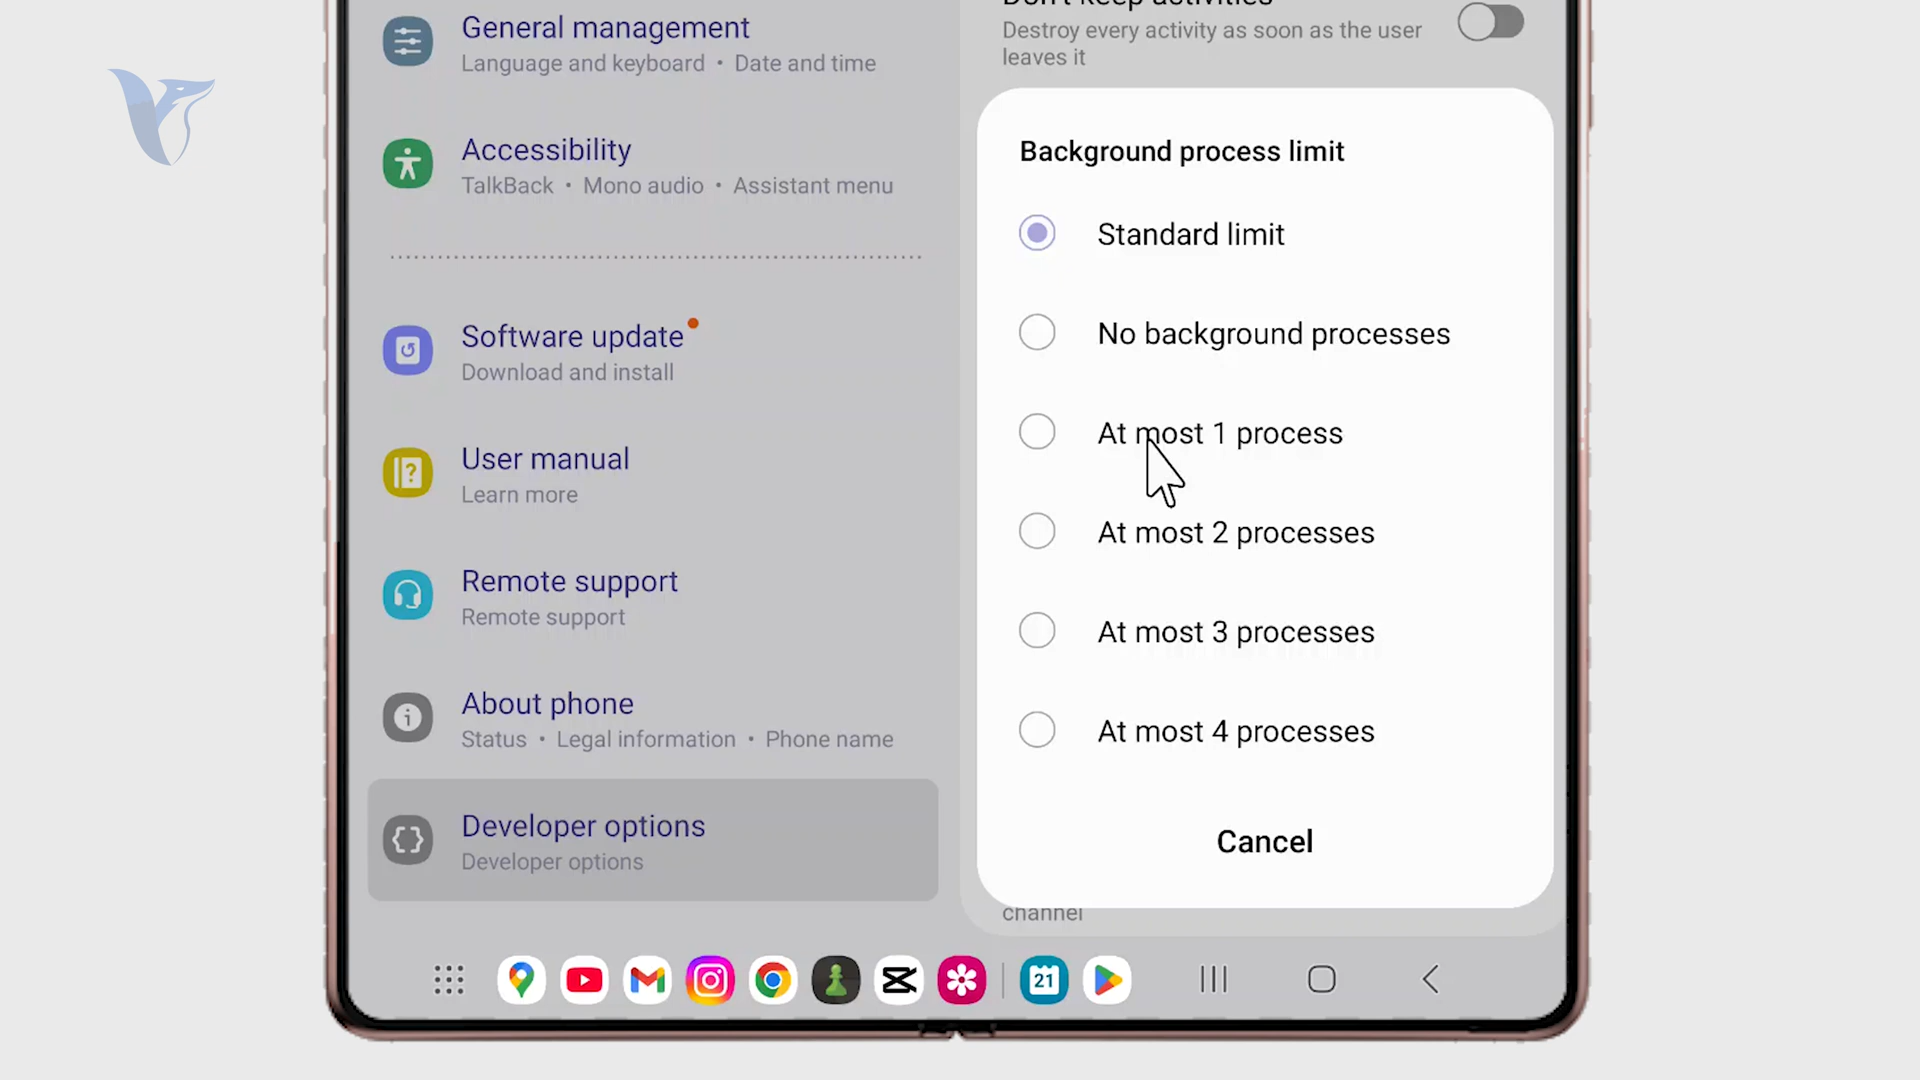 General management
Language and keyboard • Date and time
Accessibility
TalkBack • Mono audio • Assistant menu
Software update
Download and install
User manual
Learn more
Remote support
Remote support
About phone
Status • Legal information • Phone name
Developer options
Developer options
Don't keep activities
Destroy every activity as soon as the user
leaves it
Background process limit
Standard limit
No background processes
At most 1 process
At most 2 processes
At most 3 processes
At most 4 processes
Cancel
channel
21